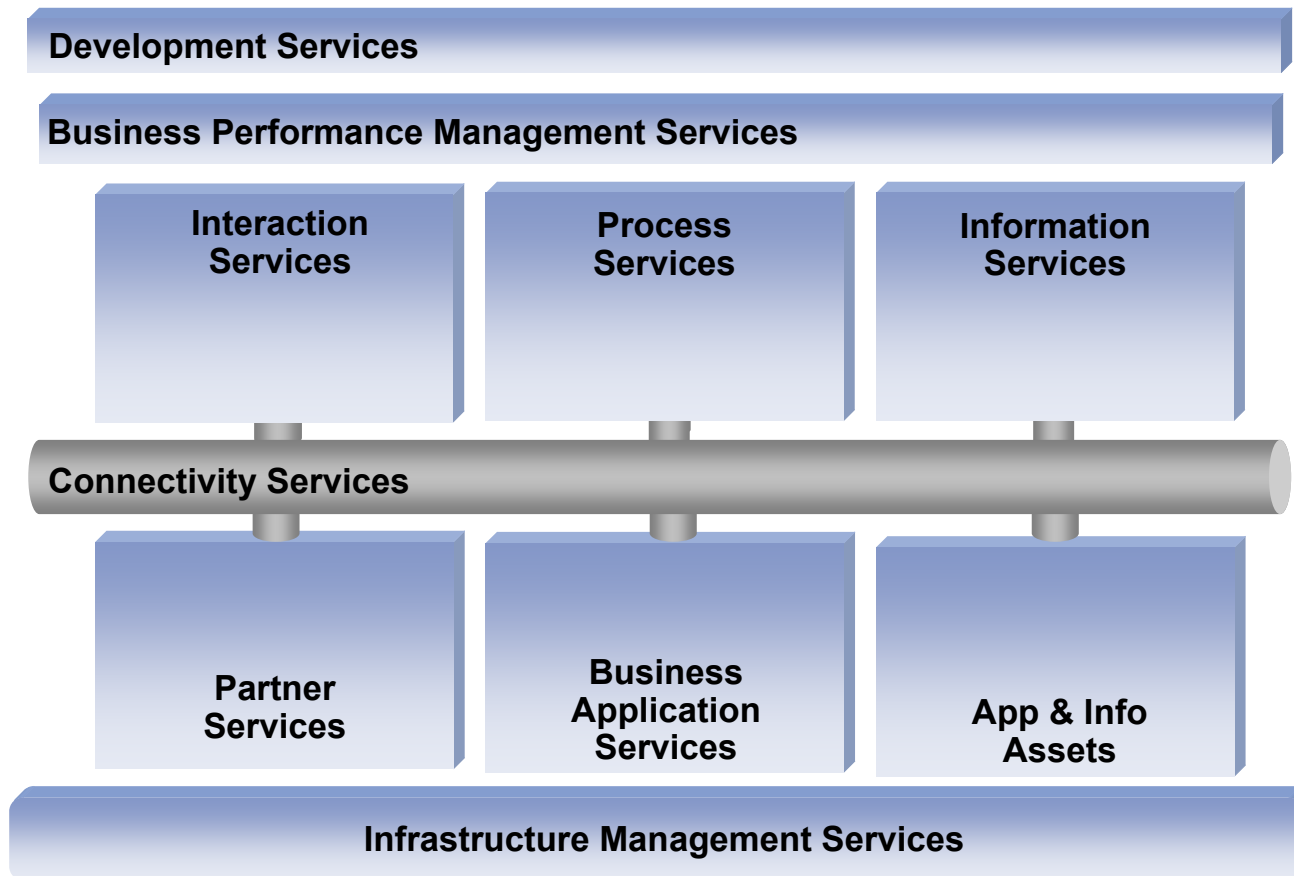 Development Services
Business Performance Management Services
Interaction
Services
Process
Services
Information
Services
Connectivity Services
Partner
Services
Business
Application
Services
App & Info
Assets
Infrastructure Management Services